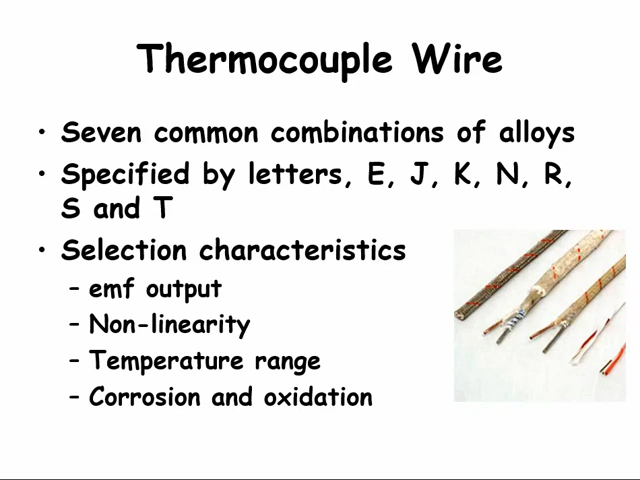 Thermocouple Wire
• Seven common combinations of alloys
• Specified by letters, E, J, K, N, R,
S and T
• Selection characteristics
– emf output
– Non-linearity
– Temperature range
– Corrosion and oxidation